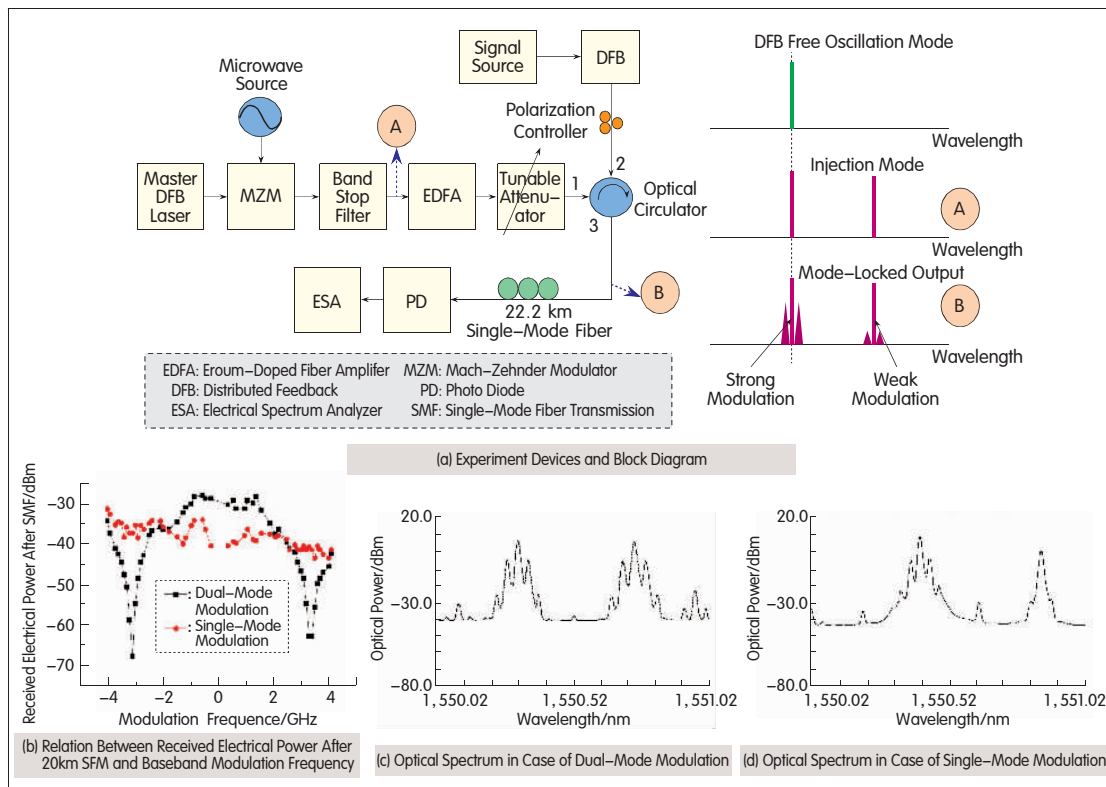 Signal
Source
DFB
Microwave
Source
Polarization
Controller
A
Master
DFB
Laser
MZM
Band
Stop
Filter
EDFA
Tunable
Attenu-
ator
1
2
3
Optical
Circulator
ESA
PD
22.2 km
Single-Mode Fiber
B
DFB Free Oscillation Mode
Wavelength
Injection Mode
A
Wavelength
Mode-Locked Output
B
Wavelength
Strong
Modulation
Weak
Modulation
EDFA: Eroum-Doped Fiber Amplifer
MZM: Mach-Zehnder Modulator
DFB: Distributed Feedback
PD: Photo Diode
ESA: Electrical Spectrum Analyzer
SMF: Single-Mode Fiber Transmission
(a) Experiment Devices and Block Diagram
Received Electrical Power After SMF/dBm
-30
-40
-50
-60
-70
: Dual-Mode
Modulation
: Single-Mode
Modulation
-4
-2
0
2
4
Modulation Frequence/GHz
(b) Relation Between Received Electrical Power After
20km SFM and Baseband Modulation Frequency
Optical Power/dBm
20.0
-30.0
-80.0
1,550.02
1,550.52
1,551.02
Wavelength/nm
(c) Optical Spectrum in Case of Dual-Mode Modulation
Optical Power/dBm
20.0
-30.0
-80.0
1,550.02
1,550.52
1,551.02
Wavelength/nm
(d) Optical Spectrum in Case of Single-Mode Modulation